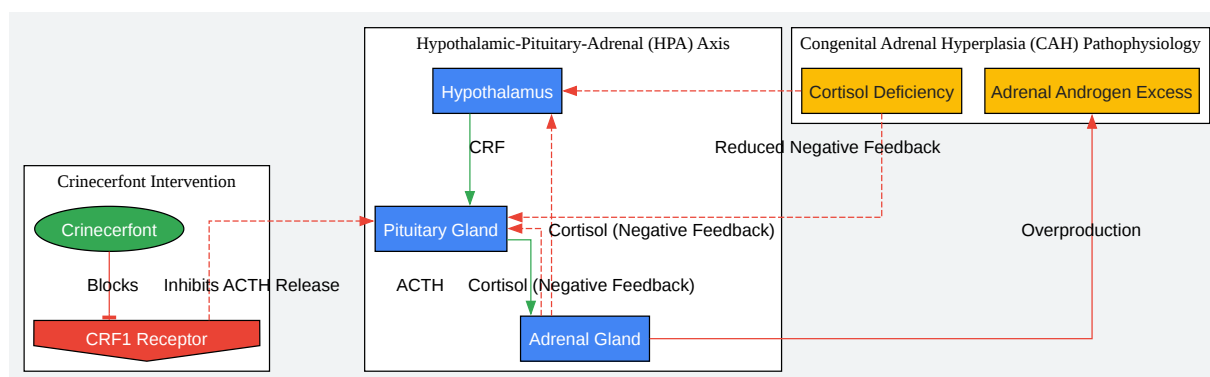 Hypothalamic-Pituitary-Adrenal (HPA) Axis
Congenital Adrenal Hyperplasia (CAH) Pathophysiology
Hypothalamus
Cortisol Deficiency
Adrenal Androgen Excess
CRF
Reduced Negative Feedback
Crinecerfont Intervention
Crinecerfont
Pituitary Gland
Cortisol (Negative Feedback)
Overproduction
Blocks
Inhibits ACTH Release
ACTH
Cortisol (Negative Feedback)
CRF1 Receptor
Adrenal Gland